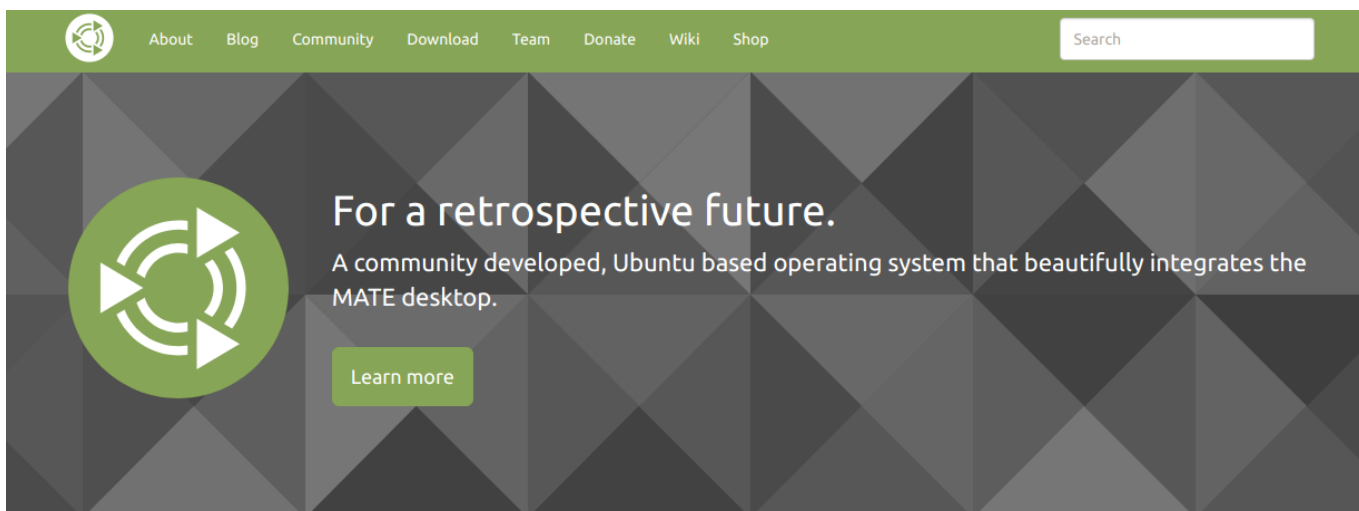 About Blog Community Download Team Donate Wiki Shop Search
For a retrospective future.
A community developed, Ubuntu based operating system that beautifully integrates the
MATE desktop.
Learn more